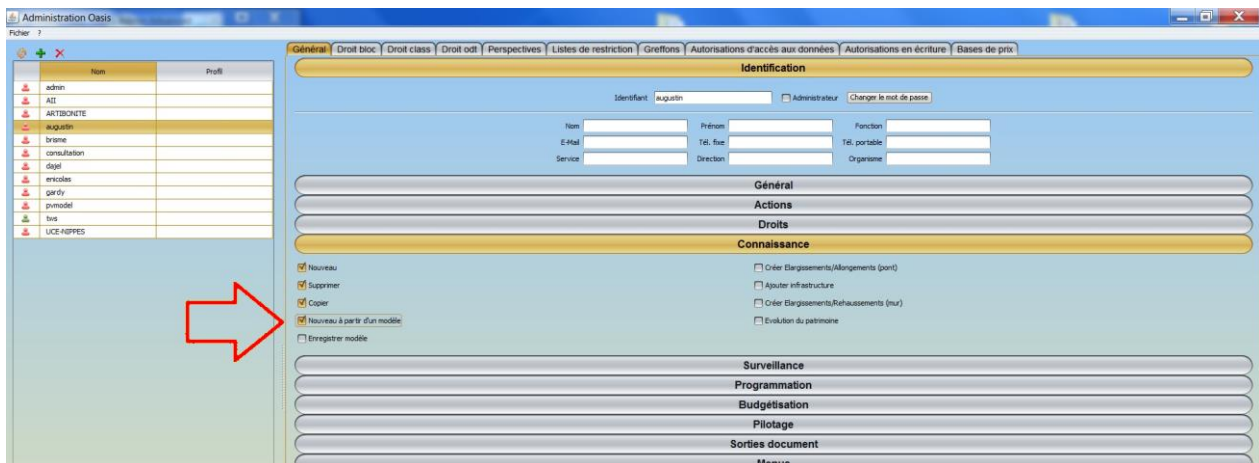 Administration Oasis
Fichier ?
Général Droit bloc Droit class Droit odt Perspectives Listes de restriction Greffons Autorisations d'accès aux données Autorisations en écriture Bases de prix
Nom Profil
admin
AII
ARTIBONITE
augustin
brisme
consultation
dajel
enicolas
gardy
pvmodel
tws
UCE-NIPPES
Identification
Identifiant augustin Administrateur Changer le mot de passe
Nom Prénom Fonction
E-Mail Tél. fixe Tél. portable
Service Direction Organisme
Général
Actions
Droits
Connaissance
Nouveau Créer Elargissements/Allongements (pont)
Supprimer Ajouter infrastructure
Copier Créer Elargissements/Rehaussements (mur)
Nouveau à partir d'un modèle Evolution du patrimoine
Enregistrer modèle
Surveillance
Programmation
Budgétisation
Pilotage
Sorties document
Menus